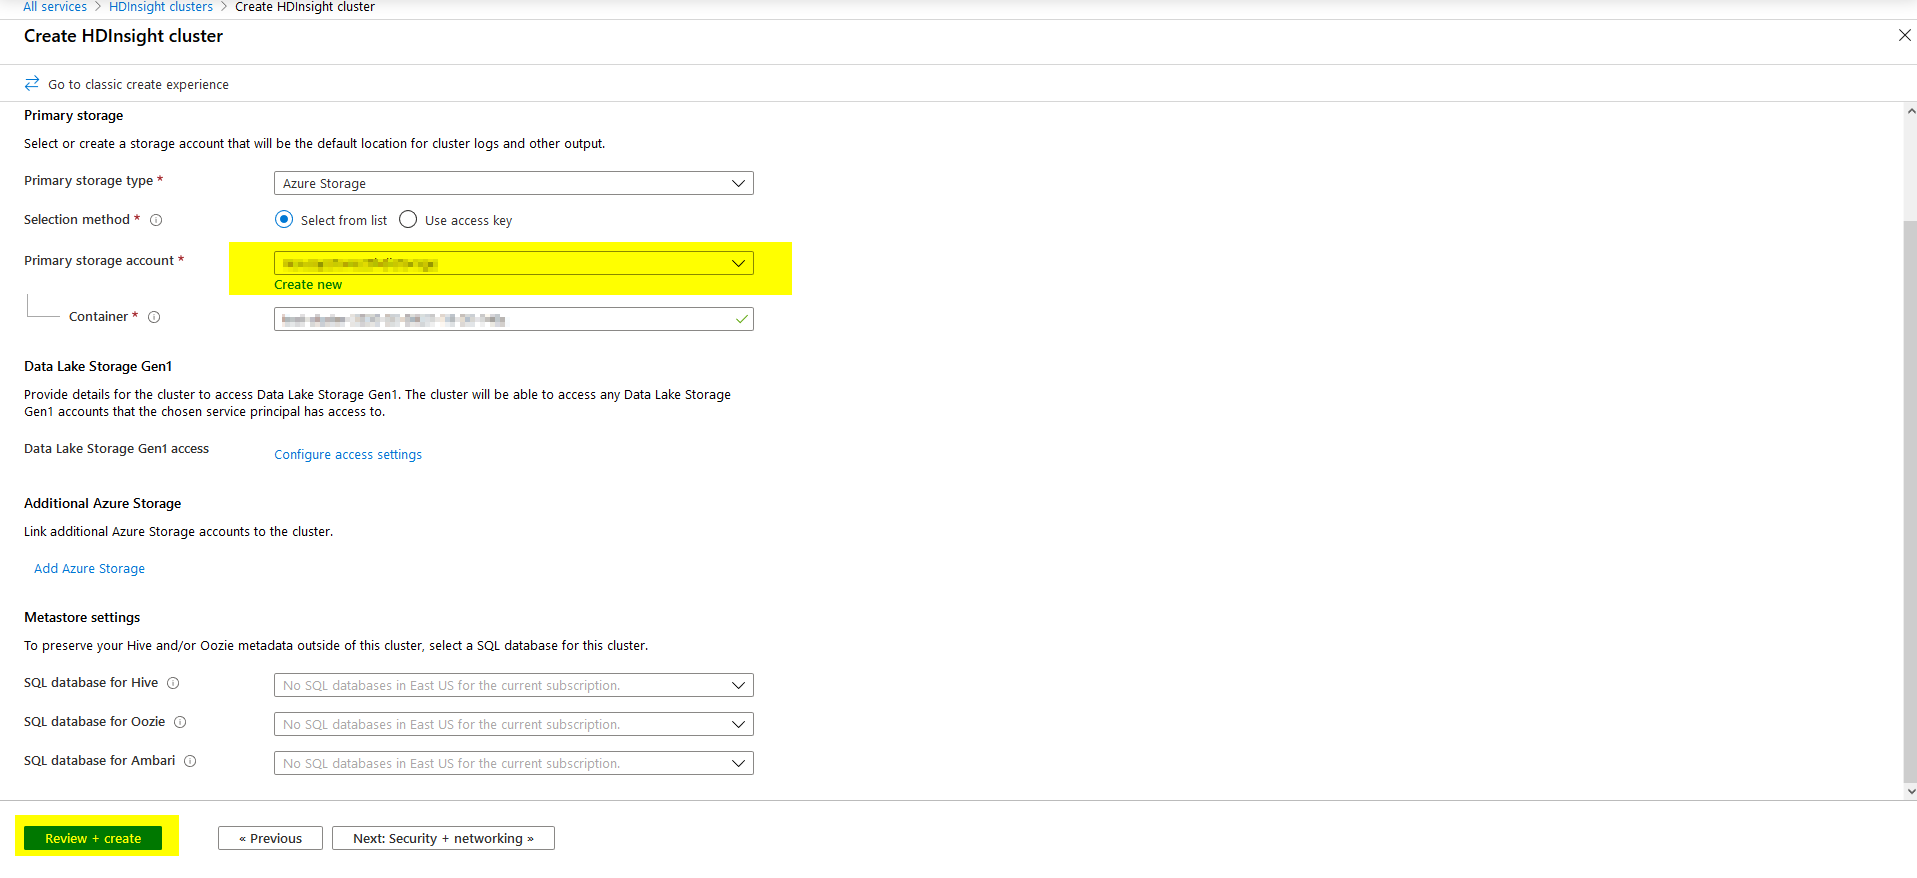 All services > HDInsight clusters > Create HDInsight cluster
Create HDInsight cluster
Go to classic create experience
Primary storage
Select or create a storage account that will be the default location for cluster logs and other output.
Primary storage type *
Azure Storage
Selection method *
Select from list
Use access key
Primary storage account *
Create new
Container *
Data Lake Storage Gen1
Provide details for the cluster to access Data Lake Storage Gen1. The cluster will be able to access any Data Lake Storage
Gen1 accounts that the chosen service principal has access to.
Data Lake Storage Gen1 access
Configure access settings
Additional Azure Storage
Link additional Azure Storage accounts to the cluster.
Add Azure Storage
Metastore settings
To preserve your Hive and/or Oozie metadata outside of this cluster, select a SQL database for this cluster.
SQL database for Hive
No SQL databases in East US for the current subscription.
SQL database for Oozie
No SQL databases in East US for the current subscription.
SQL database for Ambari
No SQL databases in East US for the current subscription.
Review + create
« Previous
Next: Security + networking »